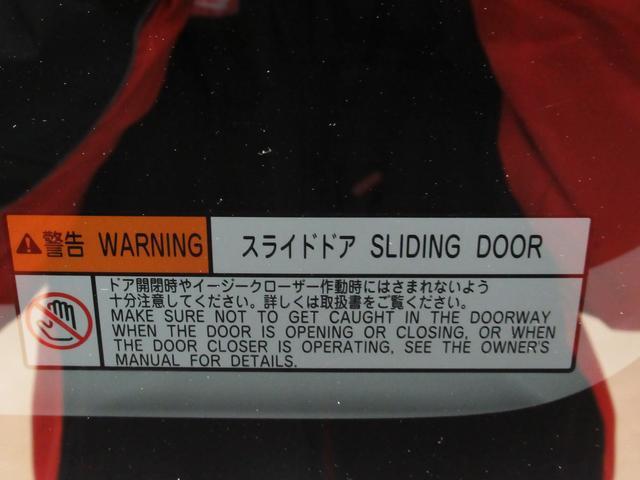 警告 WARNING スライドドア SLIDING DOOR
ドア開閉時やイージークローザー作動時にはさまれないよう
十分注意してください。詳しくは取扱書をご覧ください。
MAKE SURE NOT TO GET CAUGHT IN THE DOORWAY
WHEN THE DOOR IS OPENING OR CLOSING, OR WHEN
THE DOOR CLOSER IS OPERATING, SEE THE OWNER'S
MANUAL FOR DETAILS.